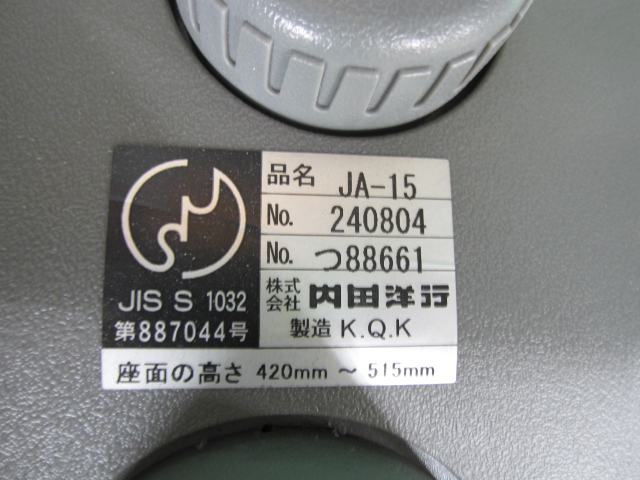 品名 JA-15
No. 240804
No. つ88661
株式会社 内田洋行
製造 K.Q.K
JIS S 1032
第887044号
座面の高さ 420mm ～ 515mm